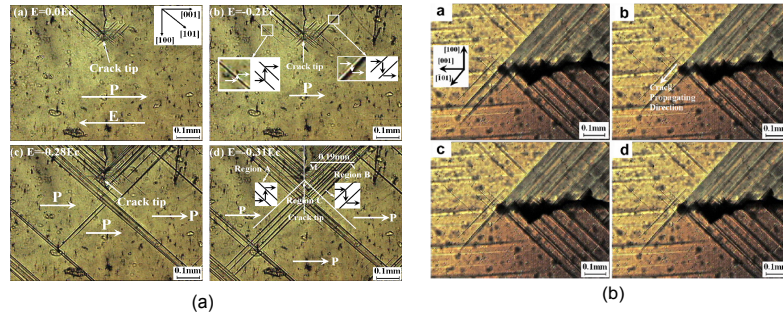 (a) E=0.0Ec
[001]
[101]
[100]
Crack tip
P
E
0.1mm
(b) E=-0.2Ec
Crack tip
P
0.1mm
(c) E=-0.28Ec
P
Crack tip
P
P
0.1mm
(d) E=-0.31Ec
0.19mm
M
Region A
Region B
Region C
Crack tip
P
P
P
0.1mm
(a)
a
[100]
[001]
[101]
0.1mm
b
Crack
Propagating
Direction
0.1mm
c
0.1mm
d
0.1mm
(b)